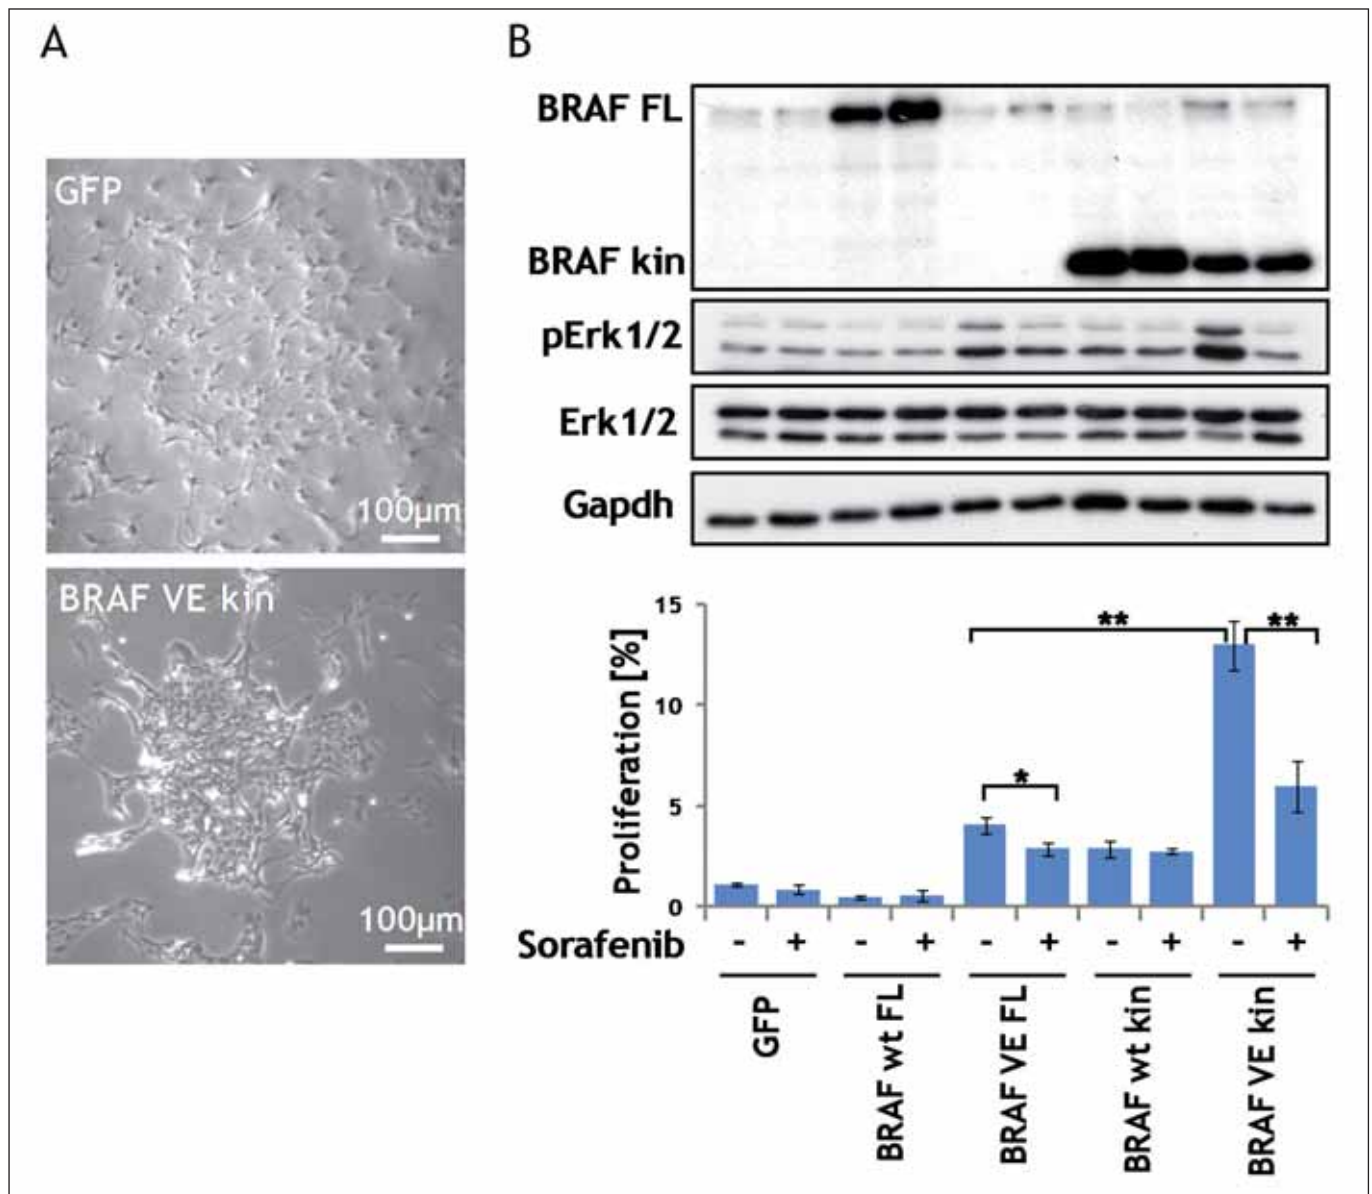 A
B
GFP
100μm
BRAF VE kin
100μm
BRAF FL
BRAF kin
pErk1/2
Erk1/2
Gapdh
Proliferation [%]
15
10
5
0
**
**
*
Sorafenib - + - + - + - + - +
GFP
BRAF wt FL
BRAF VE FL
BRAF wt kin
BRAF VE kin